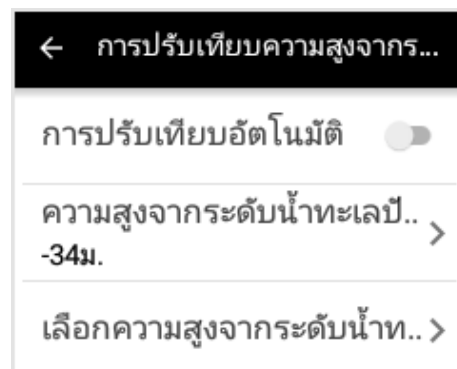 ← การปรับเทียบความสูงจากร...
การปรับเทียบอัตโนมัติ
ความสูงจากระดับน้ำทะเลปั..
-34ม.
เลือกความสูงจากระดับน้ำท..